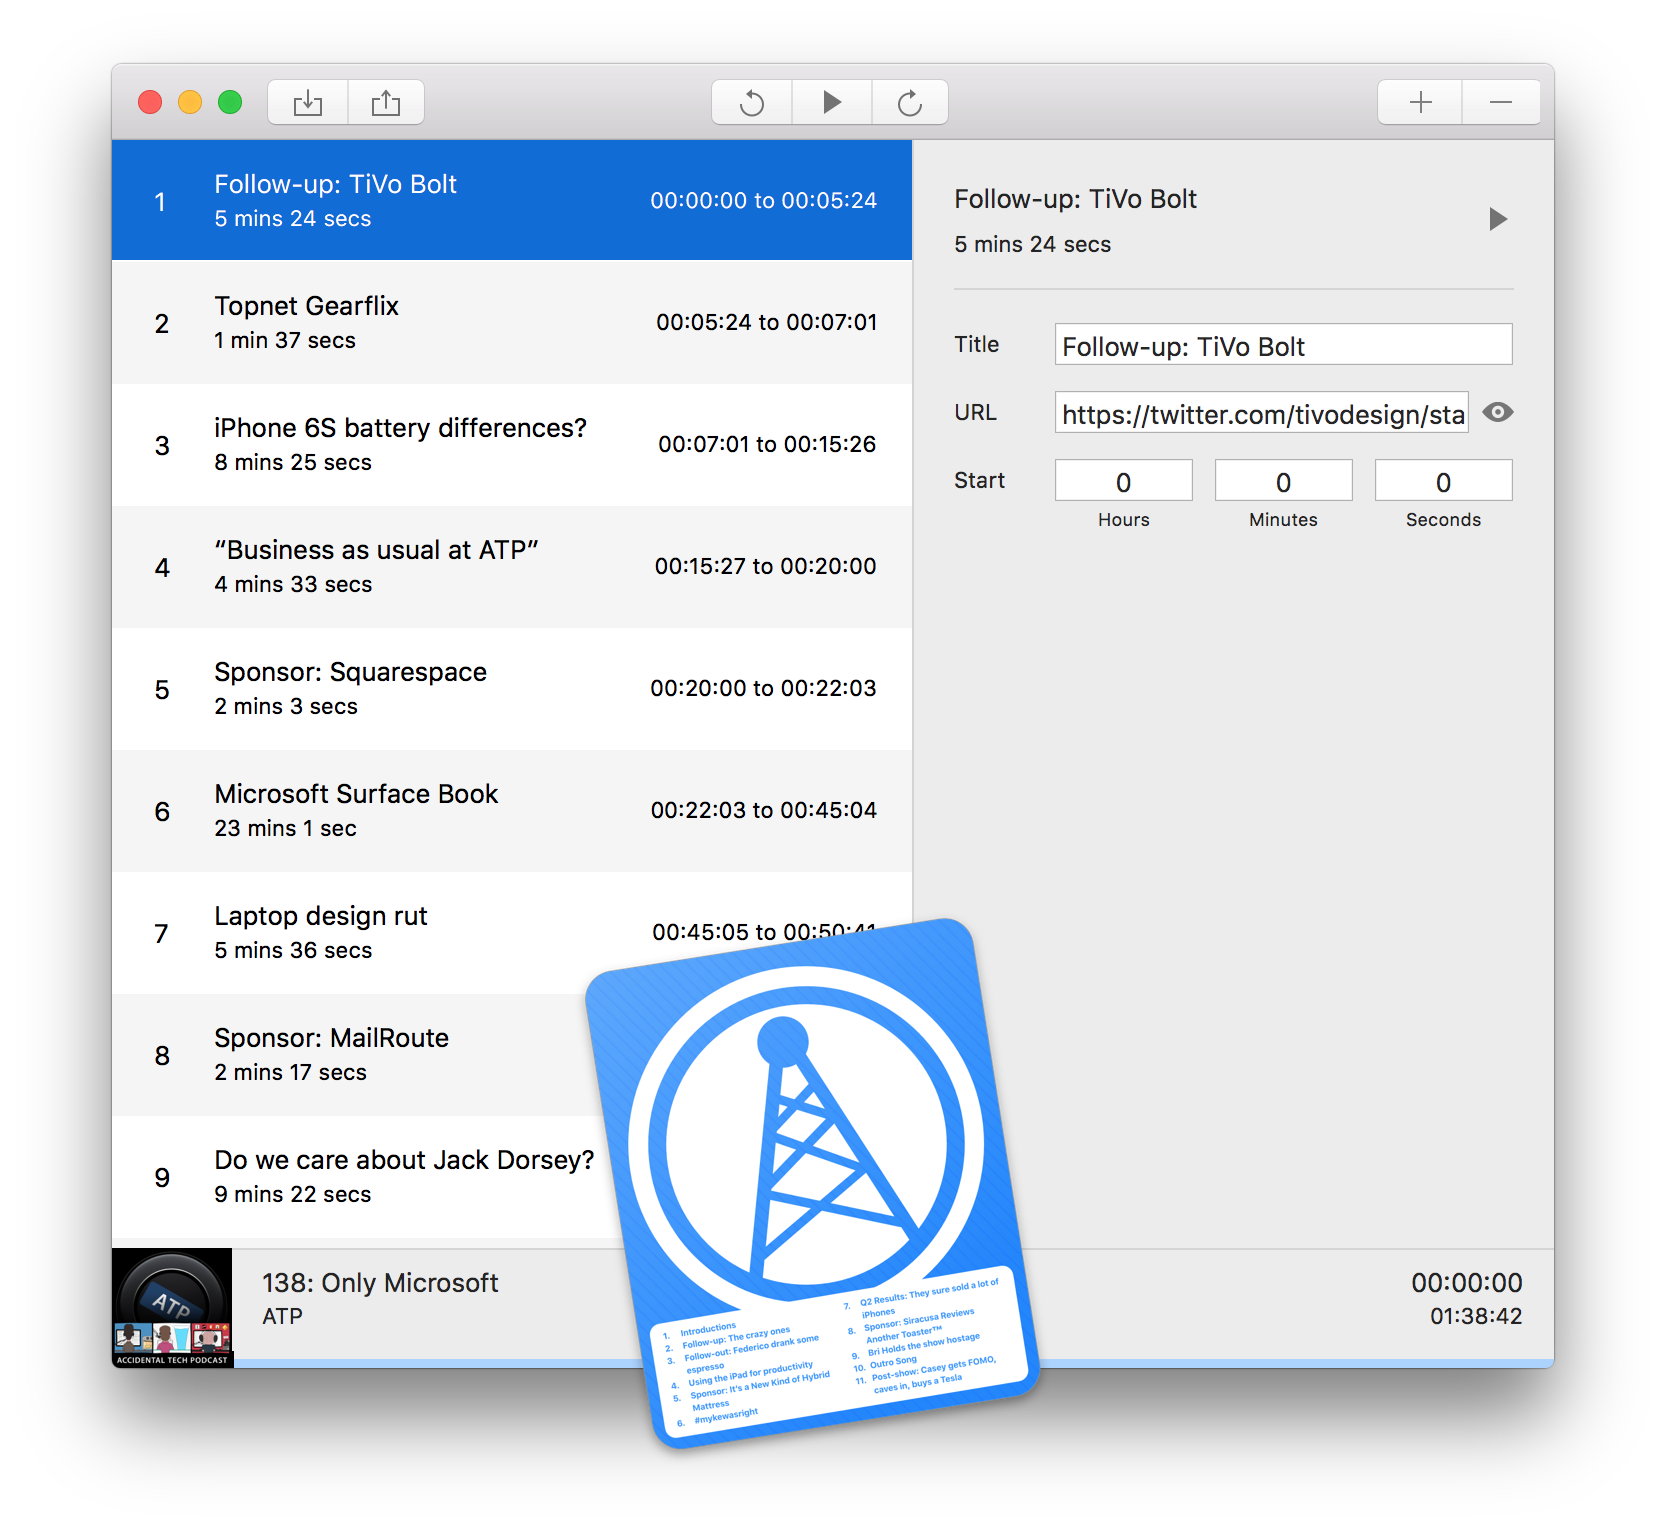 1
Follow-up: TiVo Bolt
5 mins 24 secs
00:00:00 to 00:05:24
2
Topnet Gearflix
1 min 37 secs
00:05:24 to 00:07:01
3
iPhone 6S battery differences?
8 mins 25 secs
00:07:01 to 00:15:26
4
“Business as usual at ATP”
4 mins 33 secs
00:15:27 to 00:20:00
5
Sponsor: Squarespace
2 mins 3 secs
00:20:00 to 00:22:03
6
Microsoft Surface Book
23 mins 1 sec
00:22:03 to 00:45:04
7
Laptop design rut
5 mins 36 secs
00:45:05 to 00:50:41
8
Sponsor: MailRoute
2 mins 17 secs
9
Do we care about Jack Dorsey?
9 mins 22 secs
Follow-up: TiVo Bolt
5 mins 24 secs
Title
Follow-up: TiVo Bolt
URL
https://twitter.com/tivodesign/sta
Start
0
0
0
Hours
Minutes
Seconds
ATP
ACCIDENTAL TECH PODCAST
138: Only Microsoft
ATP
00:00:00
01:38:42
1. Introductions
2. Follow-up: The crazy ones
3. Follow-out: Federico drank some
espresso
4. Using the iPad for productivity
5. Sponsor: It's a New Kind of Hybrid
Mattress
6. #mykewasright
7. Q2 Results: They sure sold a lot of
iPhones
8. Sponsor: Siracusa Reviews
Another Toaster™
9. Bri Holds the show hostage
10. Outro Song
11. Post-show: Casey gets FOMO,
caves in, buys a Tesla